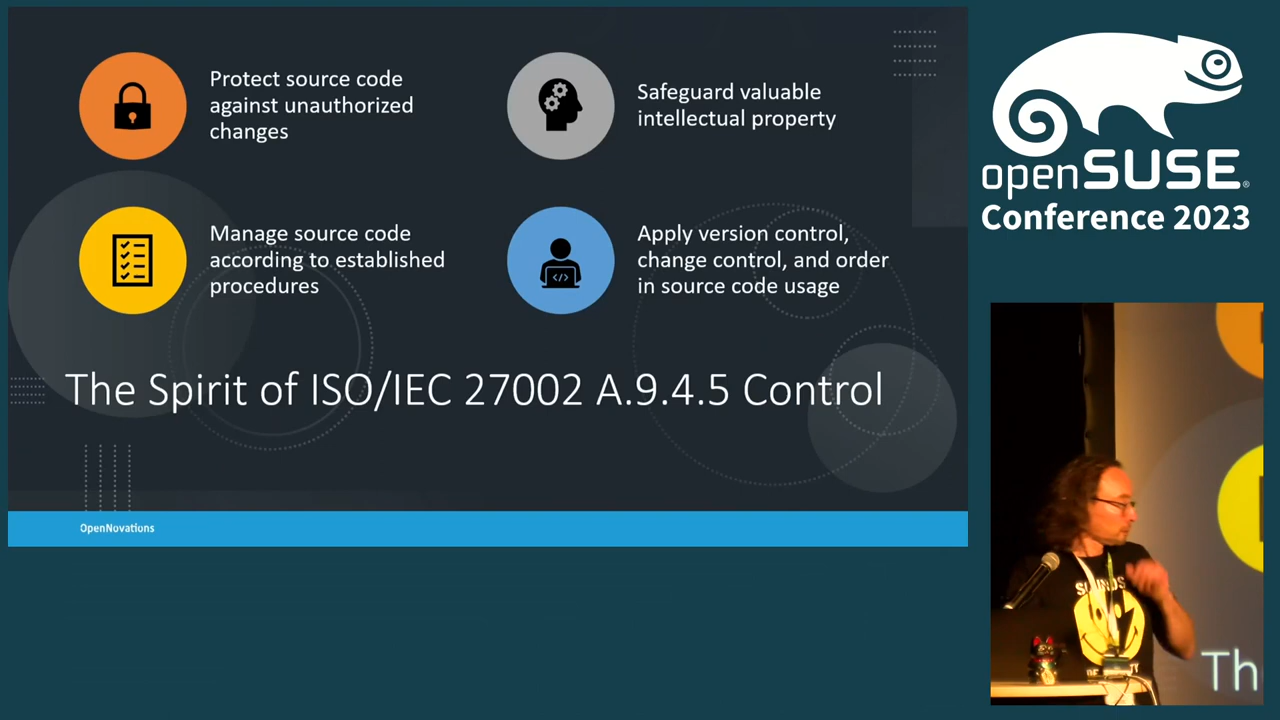 Protect source code
against unauthorized
changes
Safeguard valuable
intellectual property
Manage source code
according to established
procedures
Apply version control,
change control, and order
in source code usage
The Spirit of ISO/IEC 27002 A.9.4.5 Control
OpenNovations
openSUSE®
Conference 2023
SOUNDS
Th